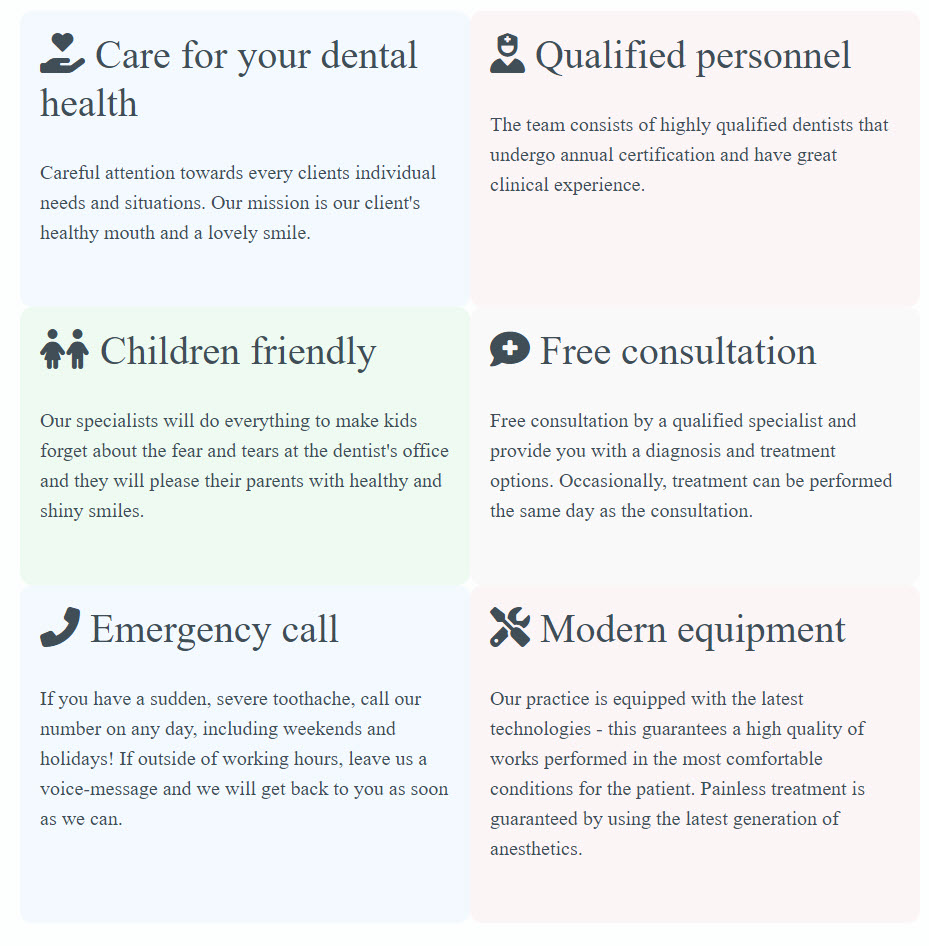 Care for your dental
health
Careful attention towards every clients individual
needs and situations. Our mission is our client's
healthy mouth and a lovely smile.
Qualified personnel
The team consists of highly qualified dentists that
undergo annual certification and have great
clinical experience.
Children friendly
Our specialists will do everything to make kids
forget about the fear and tears at the dentist's office
and they will please their parents with healthy and
shiny smiles.
Free consultation
Free consultation by a qualified specialist and
provide you with a diagnosis and treatment
options. Occasionally, treatment can be performed
the same day as the consultation.
Emergency call
If you have a sudden, severe toothache, call our
number on any day, including weekends and
holidays! If outside of working hours, leave us a
voice-message and we will get back to you as soon
as we can.
Modern equipment
Our practice is equipped with the latest
technologies - this guarantees a high quality of
works performed in the most comfortable
conditions for the patient. Painless treatment is
guaranteed by using the latest generation of
anesthetics.